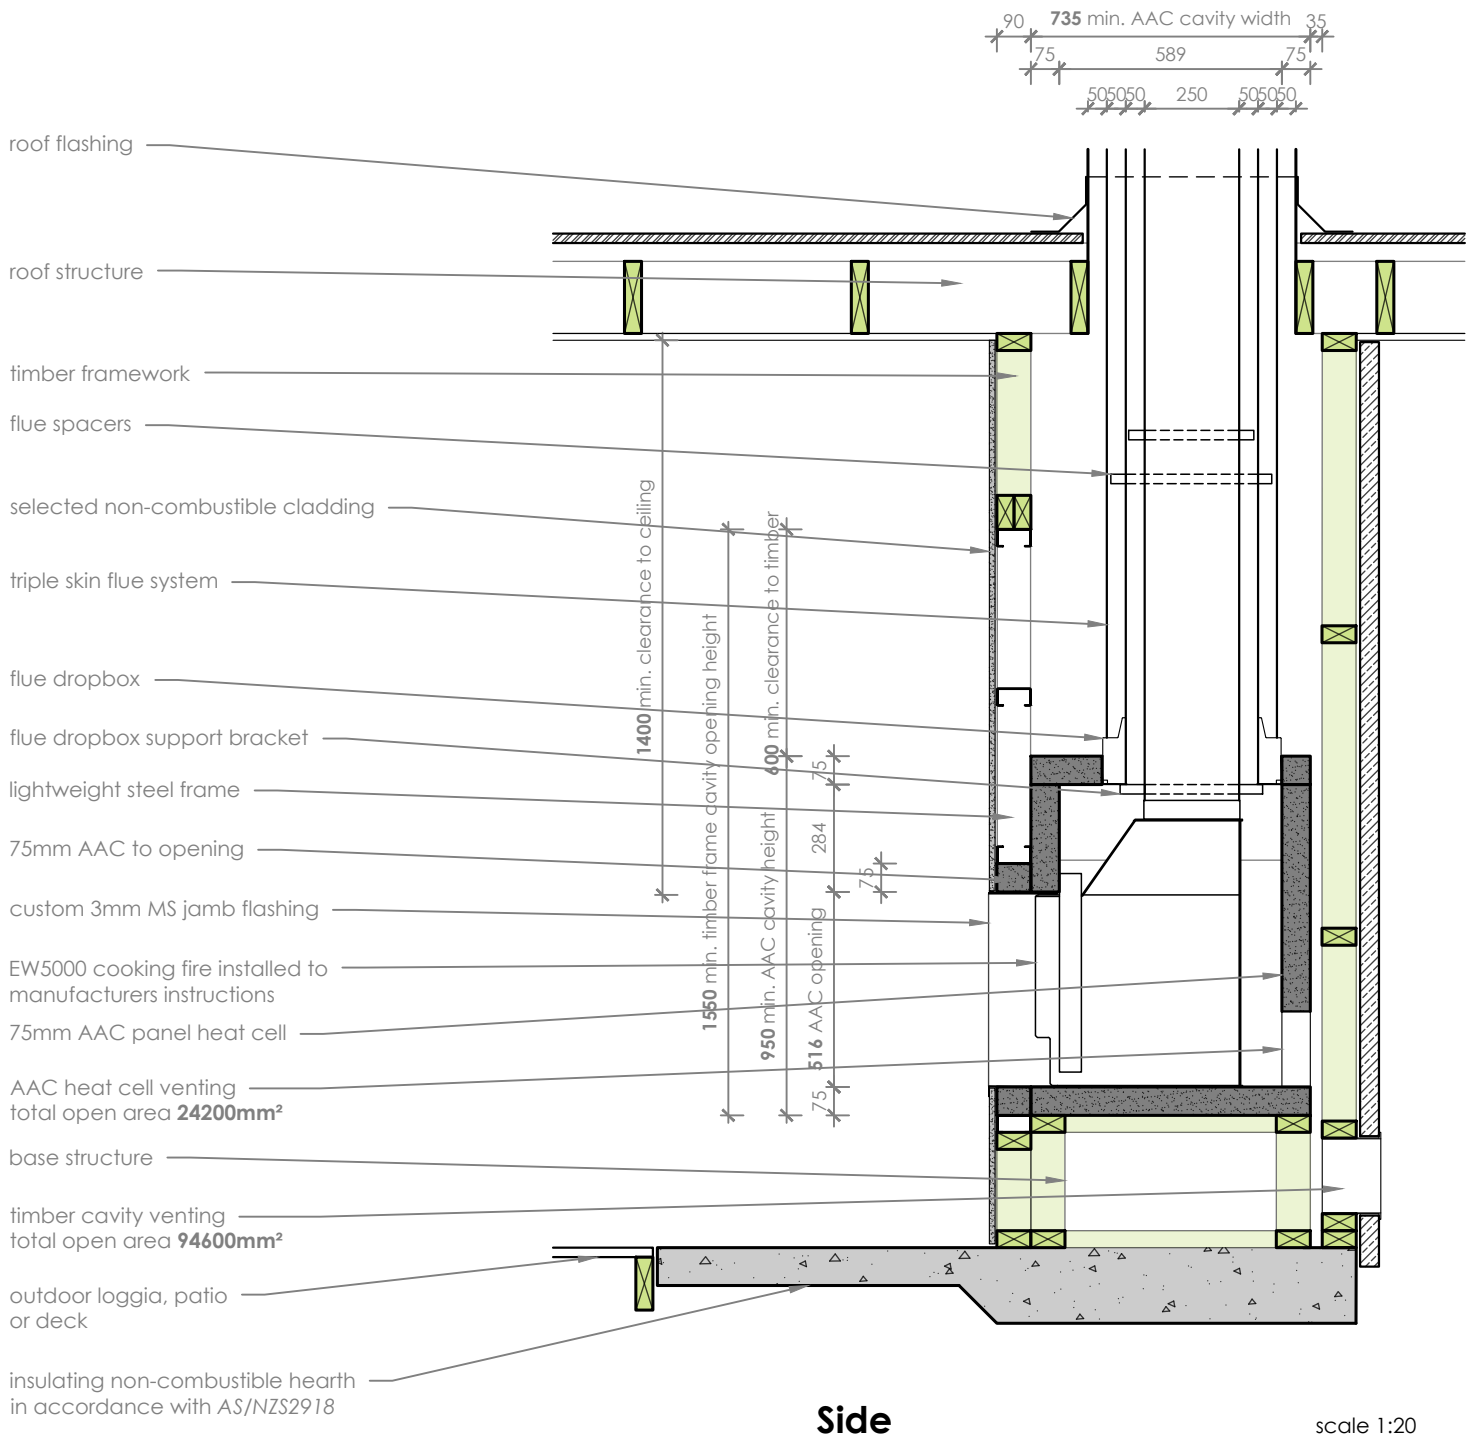 90
735 min. AAC cavity width
35
75
589
75
50
50
50
250
50
50
50
roof flashing
roof structure
timber framework
flue spacers
selected non-combustible cladding
triple skin flue system
flue dropbox
flue dropbox support bracket
lightweight steel frame
75mm AAC to opening
custom 3mm MS jamb flashing
EW5000 cooking fire installed to
manufacturers instructions
75mm AAC panel heat cell
AAC heat cell venting
total open area 24200mm²
base structure
timber cavity venting
total open area 94600mm²
outdoor loggia, patio
or deck
insulating non-combustible hearth
in accordance with AS/NZS2918
1400 min. clearance to ceiling
1550 min. timber frame cavity opening height
600 min. clearance to timber
950 min. AAC cavity height
75
284
75
516 AAC opening
75
Side
scale 1:20